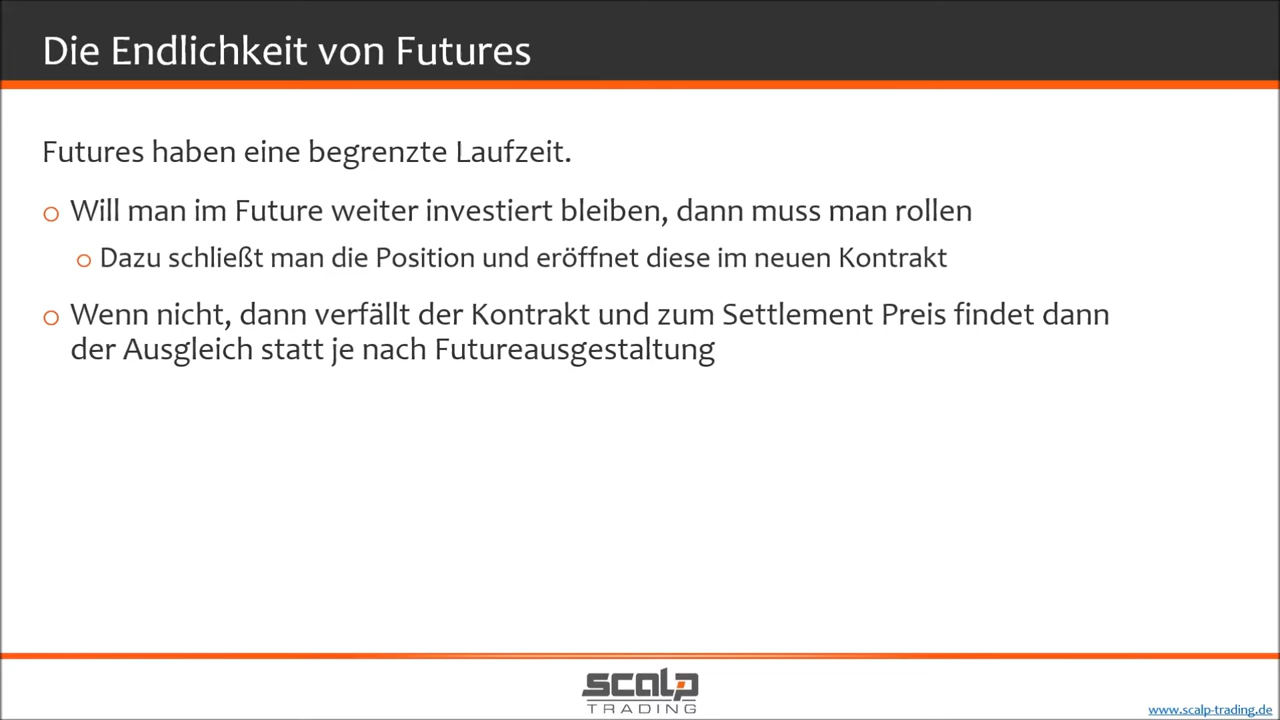 Die Endlichkeit von Futures
Futures haben eine begrenzte Laufzeit.
o Will man im Future weiter investiert bleiben, dann muss man rollen
o Dazu schließt man die Position und eröffnet diese im neuen Kontrakt
o Wenn nicht, dann verfällt der Kontrakt und zum Settlement Preis findet dann
der Ausgleich statt je nach Futureausgestaltung
scalp
TRADING
www.scalp-trading.de